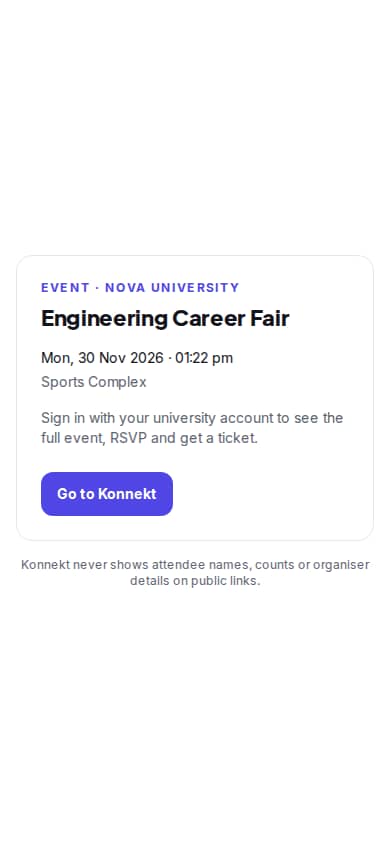 EVENT · NOVA UNIVERSITY
Engineering Career Fair
Mon, 30 Nov 2026 · 01:22 pm
Sports Complex
Sign in with your university account to see the
full event, RSVP and get a ticket.
Go to Konnekt
Konnekt never shows attendee names, counts or organiser
details on public links.